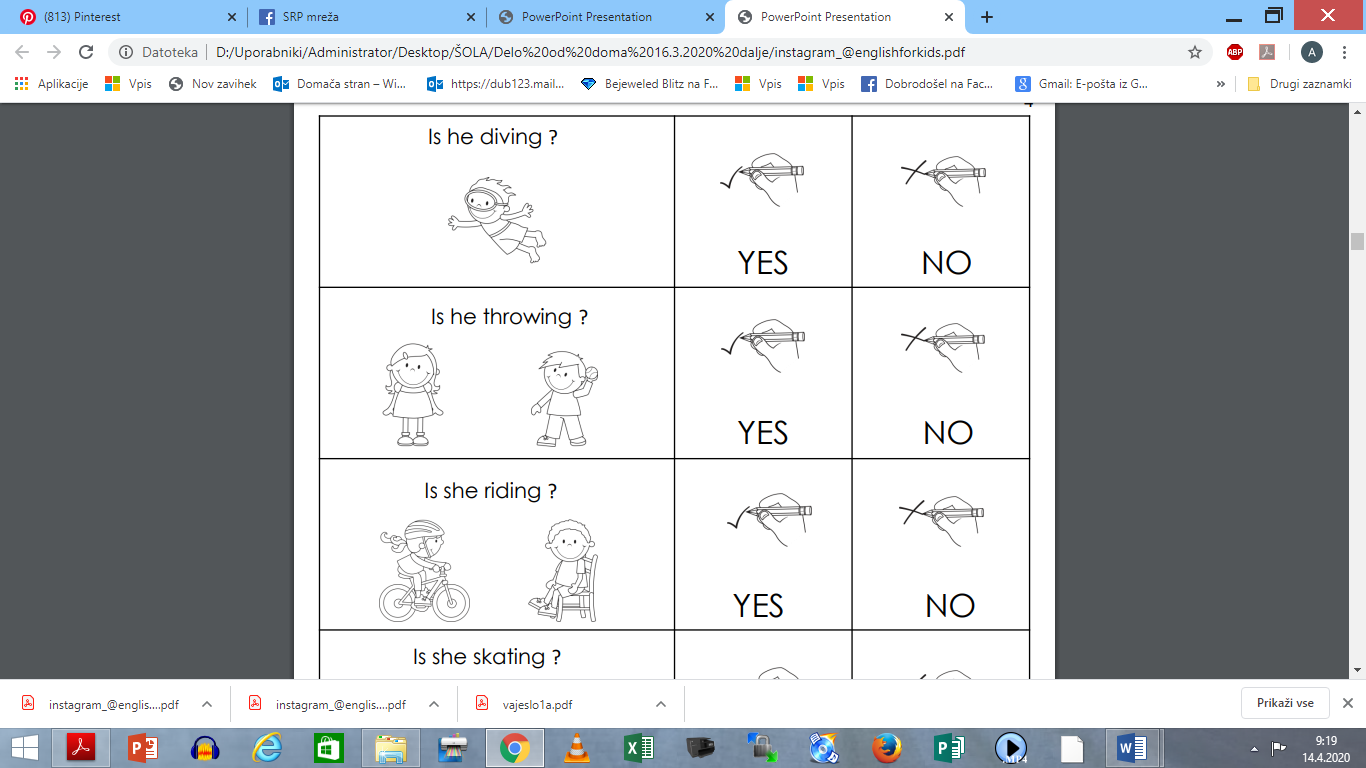 (813) Pinterest
SRP mreža
PowerPoint Presentation
PowerPoint Presentation
Datoteka
D:/Uporabniki/Administrator/Desktop/ŠOLA/Delo%20od%20doma%2016.3.2020%20dalje/instagram_@englishforkids.pdf
ABP
A
Aplikacije
Vpis
Nov zavihek
Domača stran – Wi...
https://dub123.mail...
Bejeweled Blitz na F...
Vpis
Vpis
Dobrodošel na Fac...
Gmail: E-pošta iz G...
»
Drugi zaznamki
Is he diving ?
YES
NO
Is he throwing ?
YES
NO
Is she riding ?
YES
NO
Is she skating ?
instagram_@englis....pdf
instagram_@englis....pdf
vajeslo1a.pdf
Prikaži vse
MP4
9:19
14.4.2020